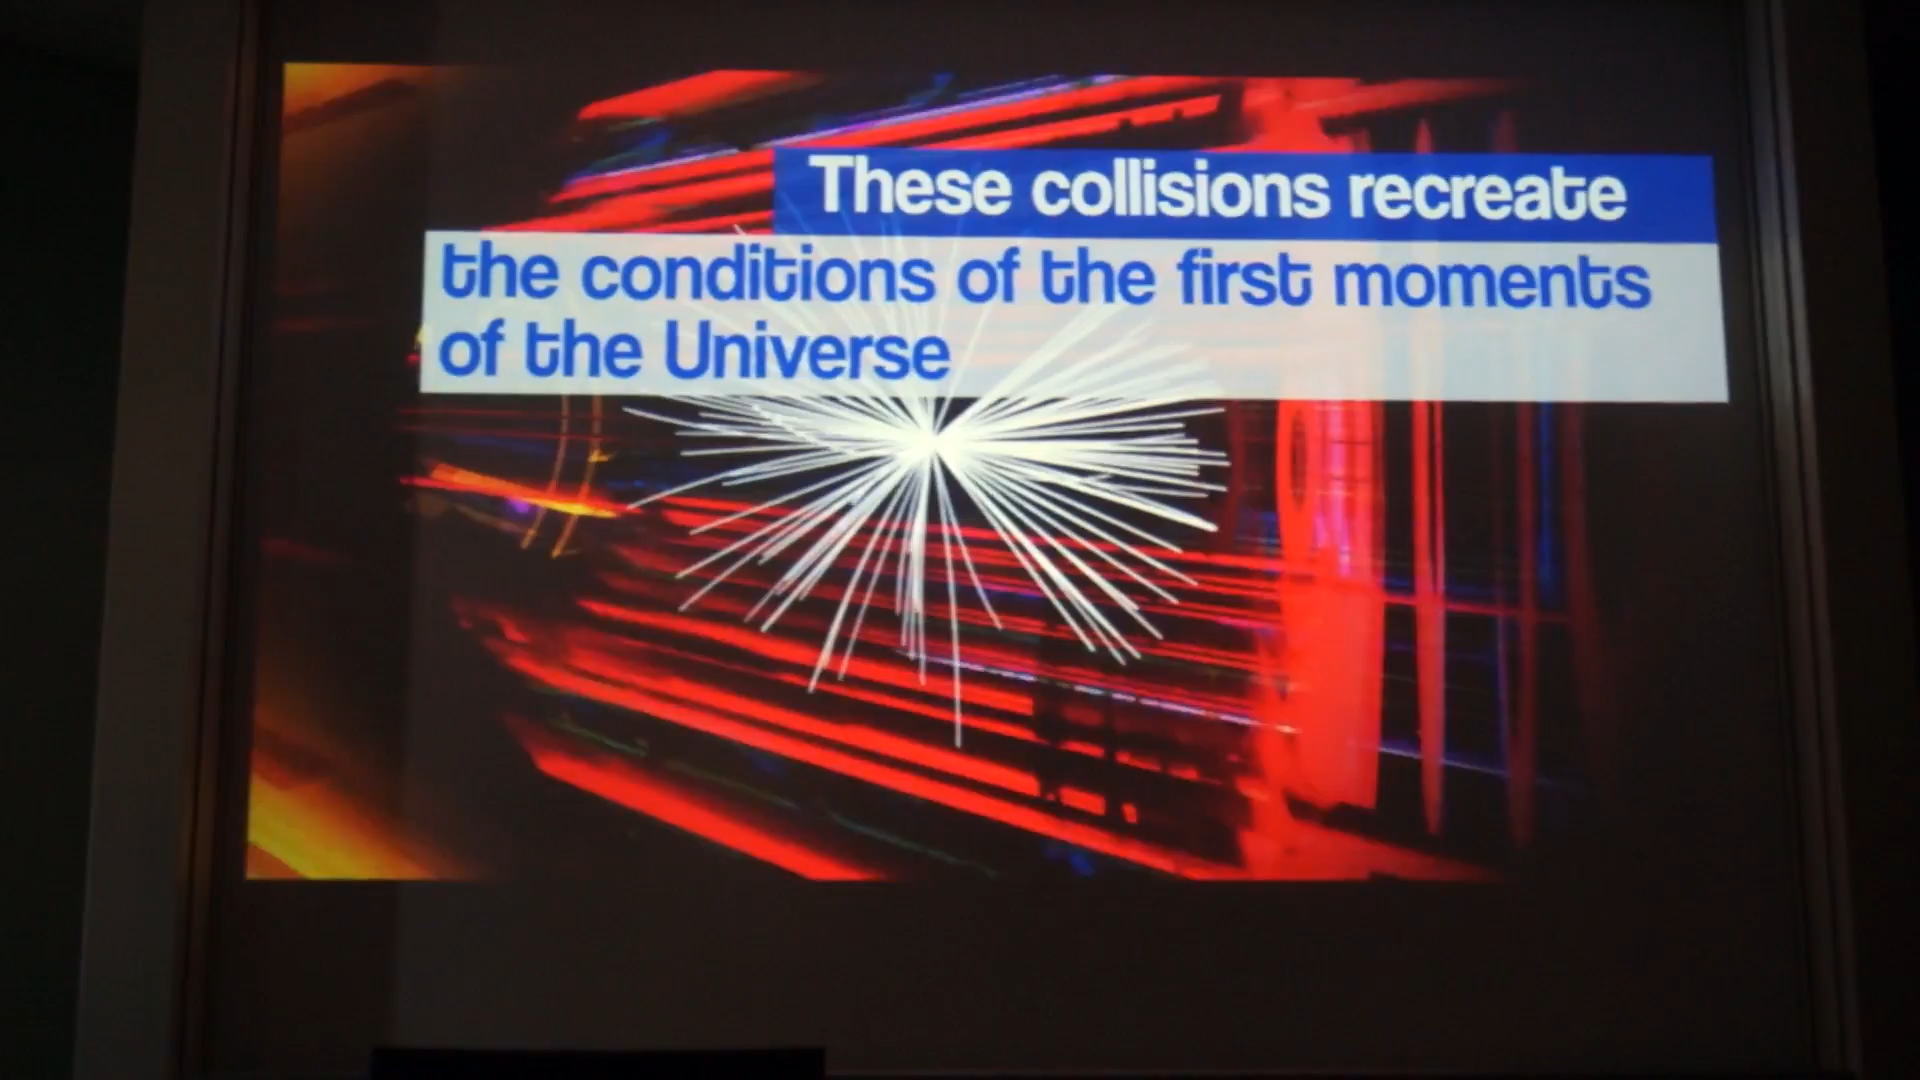 These collisions recreate
the conditions of the first moments
of the Universe